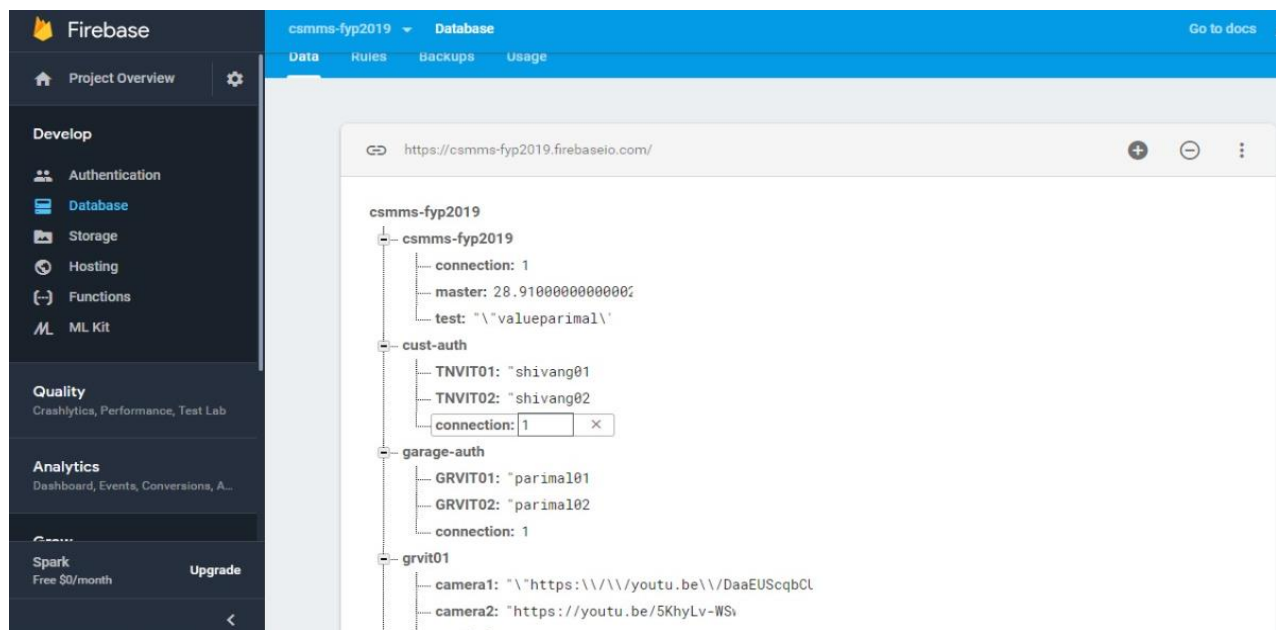 Firebase
csmms-fyp2019 Database Go to docs
Data Rules Backups Usage
Project Overview
Develop
Authentication
Database
Storage
Hosting
Functions
ML Kit
Quality
Crashlytics, Performance, Test Lab
Analytics
Dashboard, Events, Conversions, A...
Grow
Spark
Free $0/month
Upgrade
https://csmms-fyp2019.firebaseio.com/
csmms-fyp2019
csmms-fyp2019
connection: 1
master: 28.91000000000002
test: "\"valueparimal\"
cust-auth
TNVIT01: "shivang01
TNVIT02: "shivang02
connection: 1
garage-auth
GRVIT01: "parimal01
GRVIT02: "parimal02
connection: 1
grvit01
camera1: "\"https:\\/\\/youtu.be\\/DaaEUScqbCU
camera2: "https://youtu.be/5KhyLv-WS